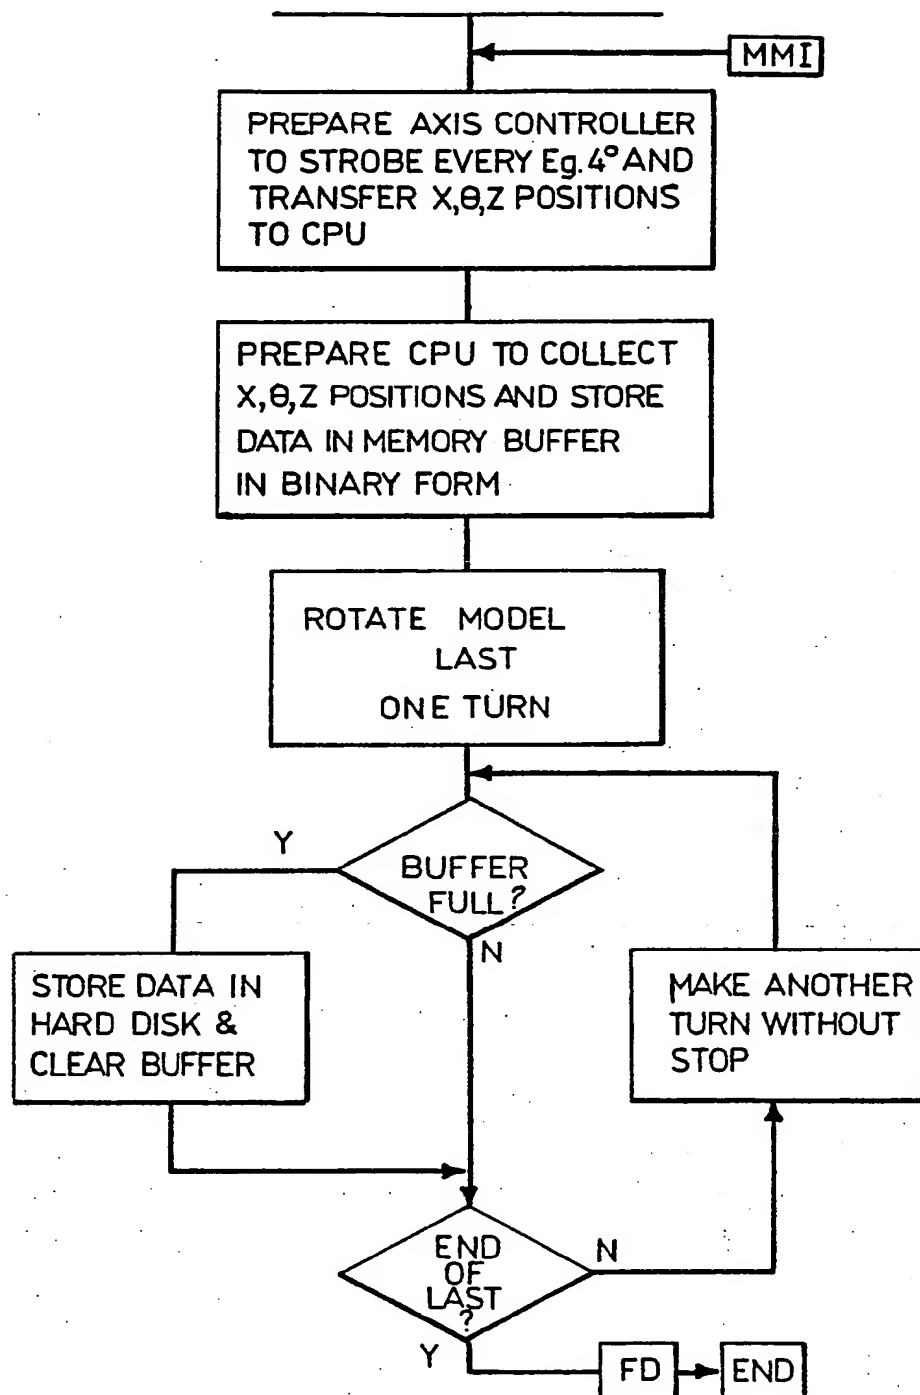 MMI
PREPARE AXIS CONTROLLER
TO STROBE EVERY Eg. 4° AND
TRANSFER X,θ,Z POSITIONS
TO CPU
PREPARE CPU TO COLLECT
X,θ,Z POSITIONS AND STORE
DATA IN MEMORY BUFFER
IN BINARY FORM
ROTATE MODEL
LAST
ONE TURN
Y
BUFFER
FULL?
N
STORE DATA IN
HARD DISK &
CLEAR BUFFER
MAKE ANOTHER
TURN WITHOUT
STOP
END
OF
LAST
?
N
Y
FD
END